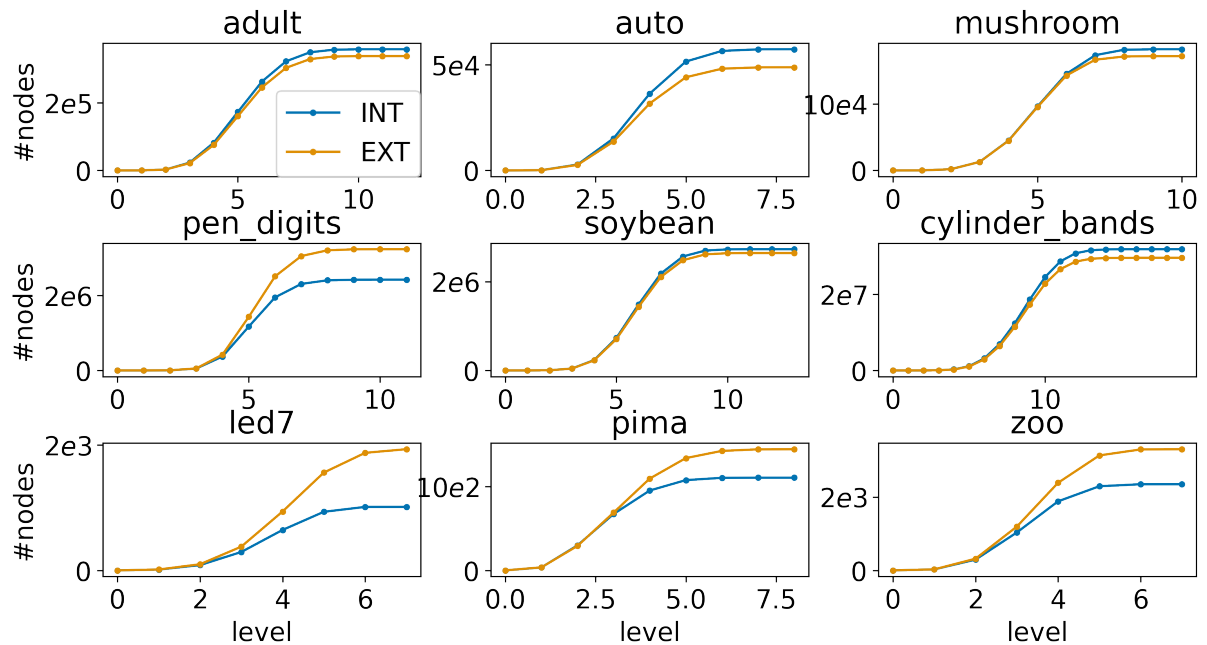 adult
auto
mushroom
#nodes
2e5
0
INT
EXT
0
5
10
5e4
0
0.0
2.5
5.0
7.5
10e4
0
0
5
10
pen_digits
soybean
cylinder_bands
#nodes
2e6
0
0
5
10
2e6
0
0
5
10
2e7
0
0
10
led7
pima
zoo
#nodes
2e3
0
0
2
4
6
level
10e2
0
0.0
2.5
5.0
7.5
level
2e3
0
0
2
4
6
level